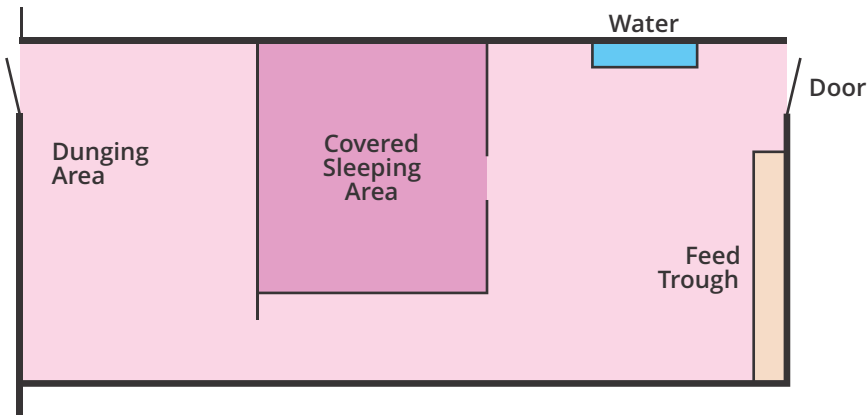 Water
Door
Dunging
Area
Covered
Sleeping
Area
Feed
Trough